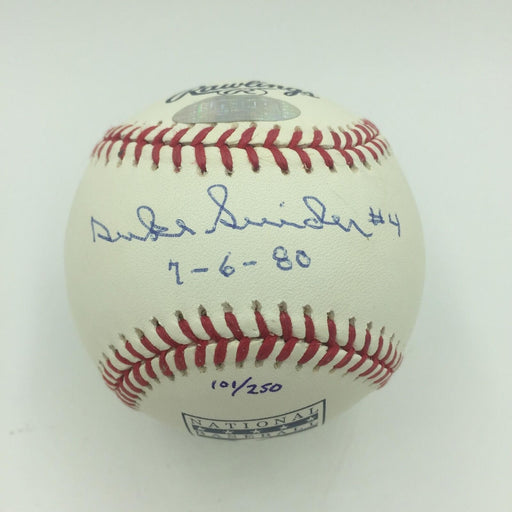 Rawlings
Duke Snider #4
7-6-80
101/250
NATIONAL
BASEBALL